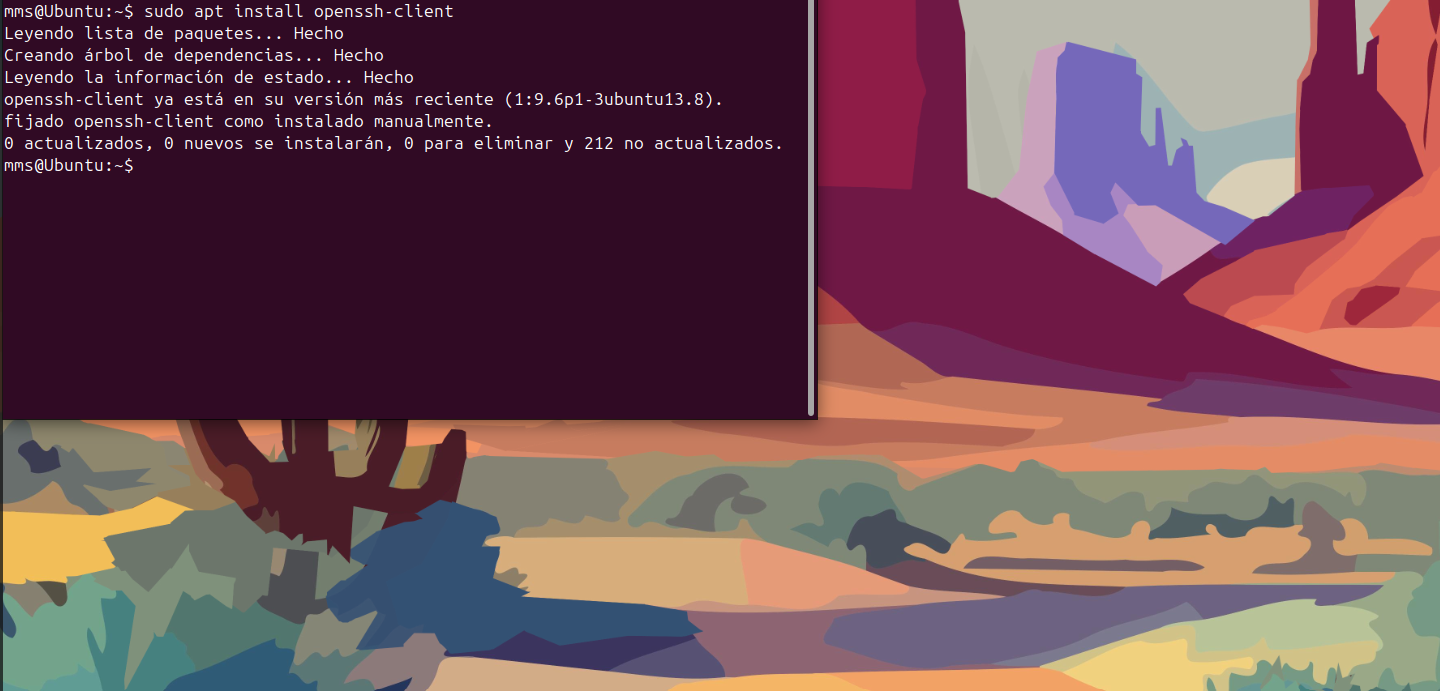 mms@Ubuntu:~$ sudo apt install openssh-client
Leyendo lista de paquetes... Hecho
Creando árbol de dependencias... Hecho
Leyendo la información de estado... Hecho
openssh-client ya está en su versión más reciente (1:9.6p1-3ubuntu13.8).
fijado openssh-client como instalado manualmente.
0 actualizados, 0 nuevos se instalarán, 0 para eliminar y 212 no actualizados.
mms@Ubuntu:~$